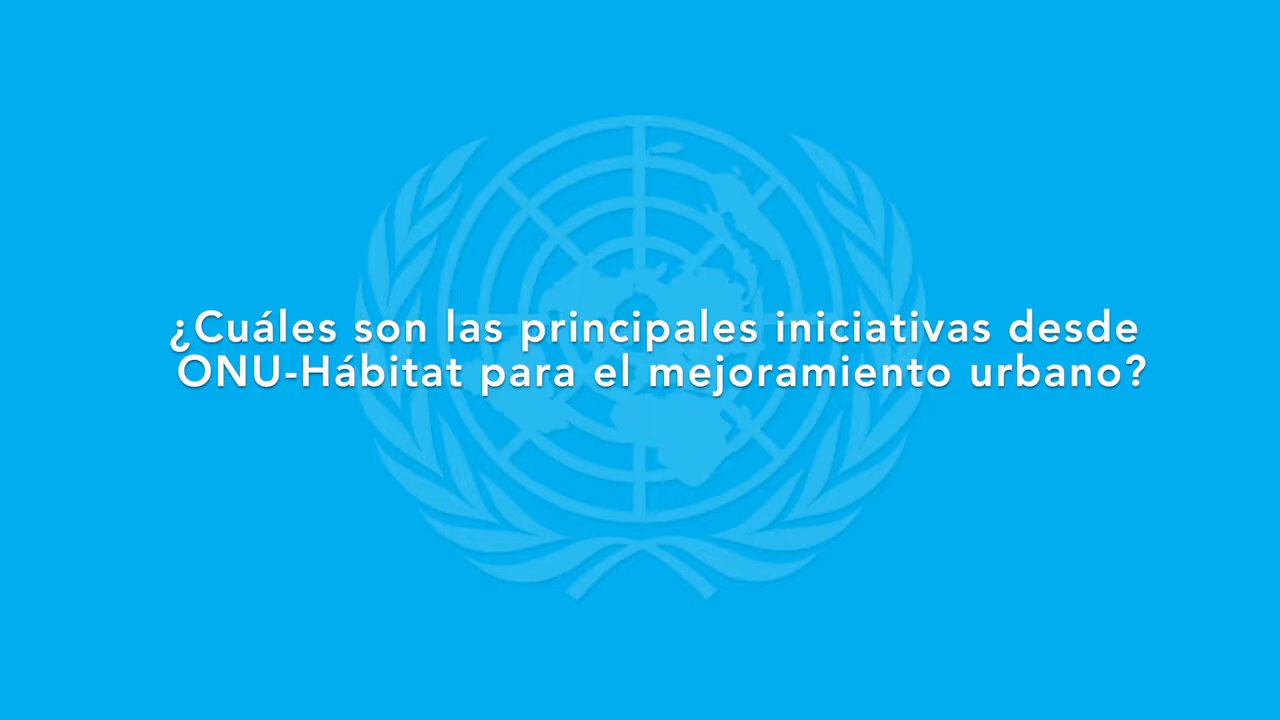 ¿Cuáles son las principales iniciativas desde
ONU-Hábitat para el mejoramiento urbano?